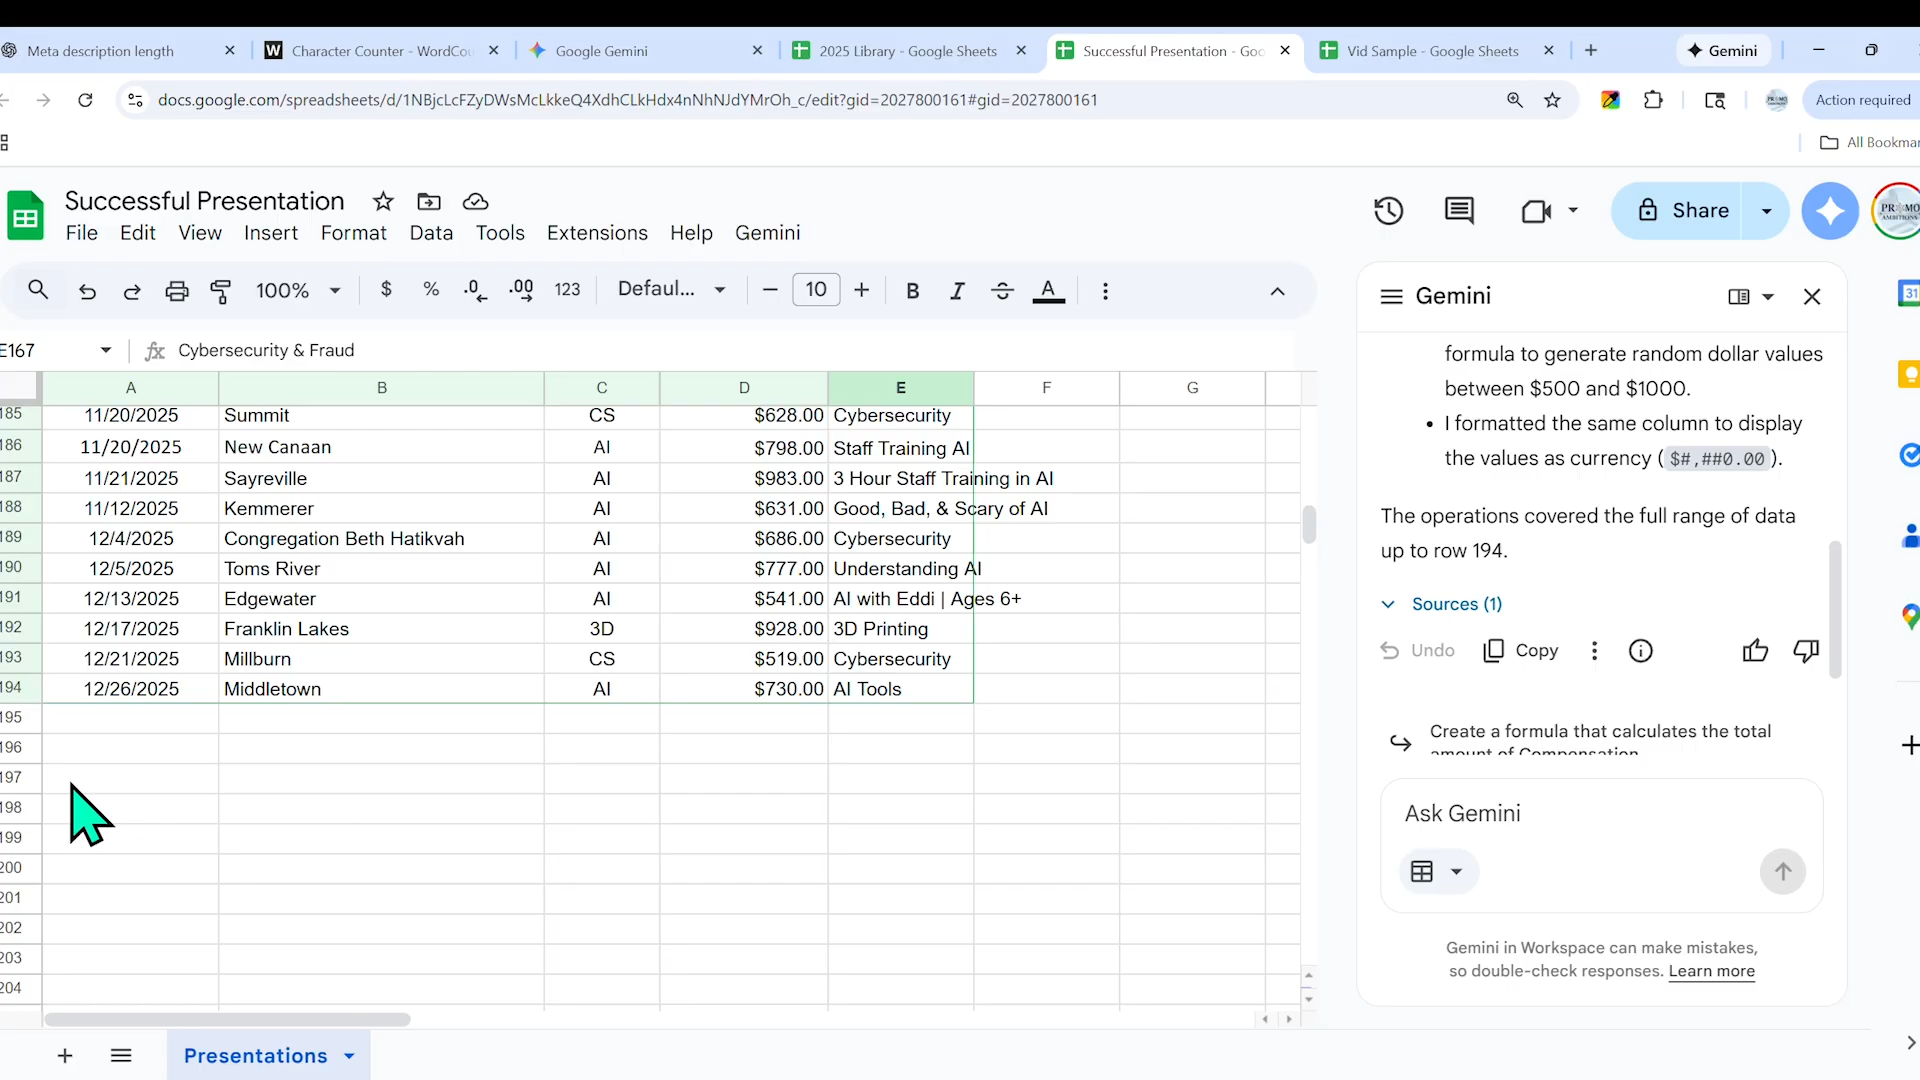 Meta description length
Character Counter - WordCou
Google Gemini
2025 Library - Google Sheets
Successful Presentation - Goo
Vid Sample - Google Sheets
Gemini
docs.google.com/spreadsheets/d/1NBjcLcFZyDWsMcLkkeQ4XdhCLkHdx4nNhNJdYMrOh_c/edit?gid=2027800161#gid=2027800161
Action required
All Bookmar
Successful Presentation
Share
PROMO AMBITIONS
File Edit View Insert Format Data Tools Extensions Help Gemini
100% $ % .0 .00 123 Defaul... 10 B I S A
E167 fx Cybersecurity & Fraud
A B C D E F G
185 11/20/2025 Summit CS $628.00 Cybersecurity
186 11/20/2025 New Canaan AI $798.00 Staff Training AI
187 11/21/2025 Sayreville AI $983.00 3 Hour Staff Training in AI
188 11/12/2025 Kemmerer AI $631.00 Good, Bad, & Scary of AI
189 12/4/2025 Congregation Beth Hatikvah AI $686.00 Cybersecurity
190 12/5/2025 Toms River AI $777.00 Understanding AI
191 12/13/2025 Edgewater AI $541.00 AI with Eddi | Ages 6+
192 12/17/2025 Franklin Lakes 3D $928.00 3D Printing
193 12/21/2025 Millburn CS $519.00 Cybersecurity
194 12/26/2025 Middletown AI $730.00 AI Tools
195
196
197
198
199
200
201
202
203
204
Presentations
Gemini
formula to generate random dollar values
between $500 and $1000.
• I formatted the same column to display
the values as currency ( $#,##0.00 ).
The operations covered the full range of data
up to row 194.
Sources (1)
Undo Copy
Create a formula that calculates the total
amount of Compensation
Ask Gemini
Gemini in Workspace can make mistakes,
so double-check responses. Learn more
31